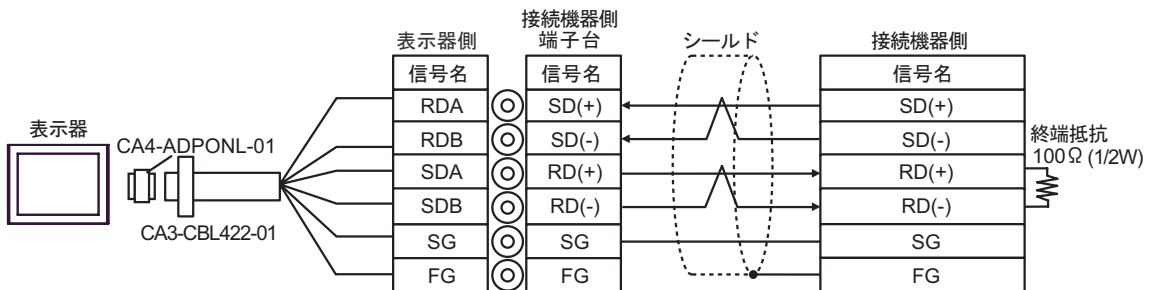 表示器
CA4-ADPONL-01
CA3-CBL422-01
表示器側
信号名
RDA
RDB
SDA
SDB
SG
FG
接続機器側
端子台
信号名
SD(+)
SD(-)
RD(+)
RD(-)
SG
FG
シールド
接続機器側
信号名
SD(+)
SD(-)
RD(+)
RD(-)
SG
FG
終端抵抗
100Ω (1/2W)